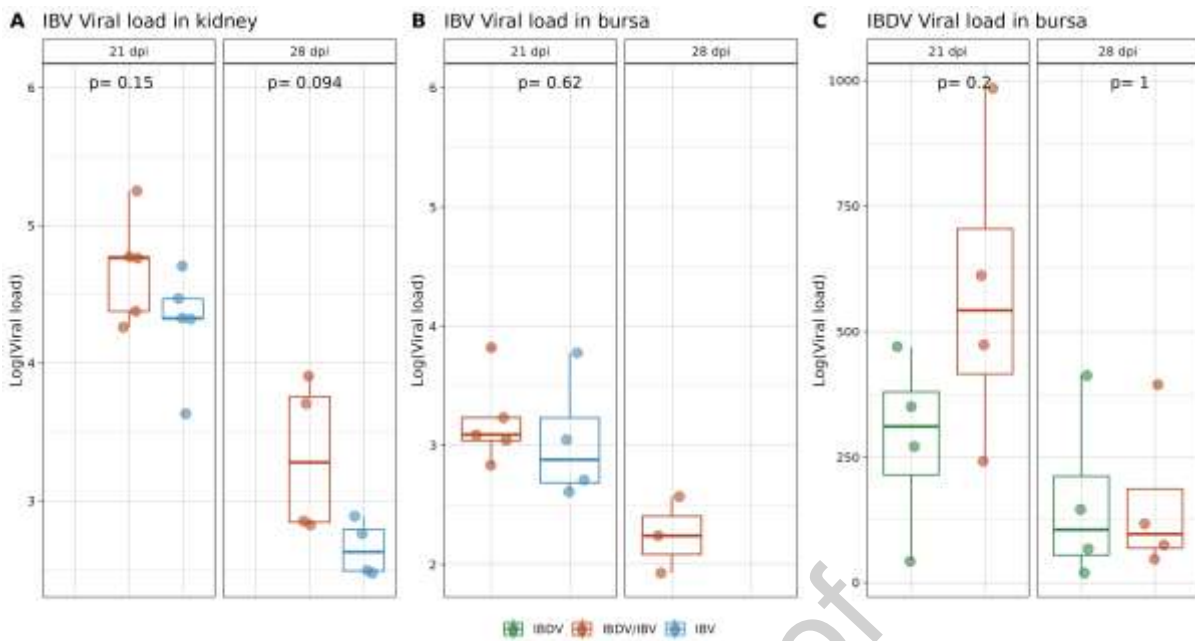 A IBV Viral load in kidney
21 dpi
28 dpi
p= 0.15
p= 0.094
6
5
4
3
Log(Viral load)
B IBV Viral load in bursa
21 dpi
28 dpi
p= 0.62
6
5
4
3
2
Log(Viral load)
C IBDV Viral load in bursa
21 dpi
28 dpi
p= 0.2
p= 1
1000
750
500
250
0
Log(Viral load)
IBDV IBDV/IBV IBV
of